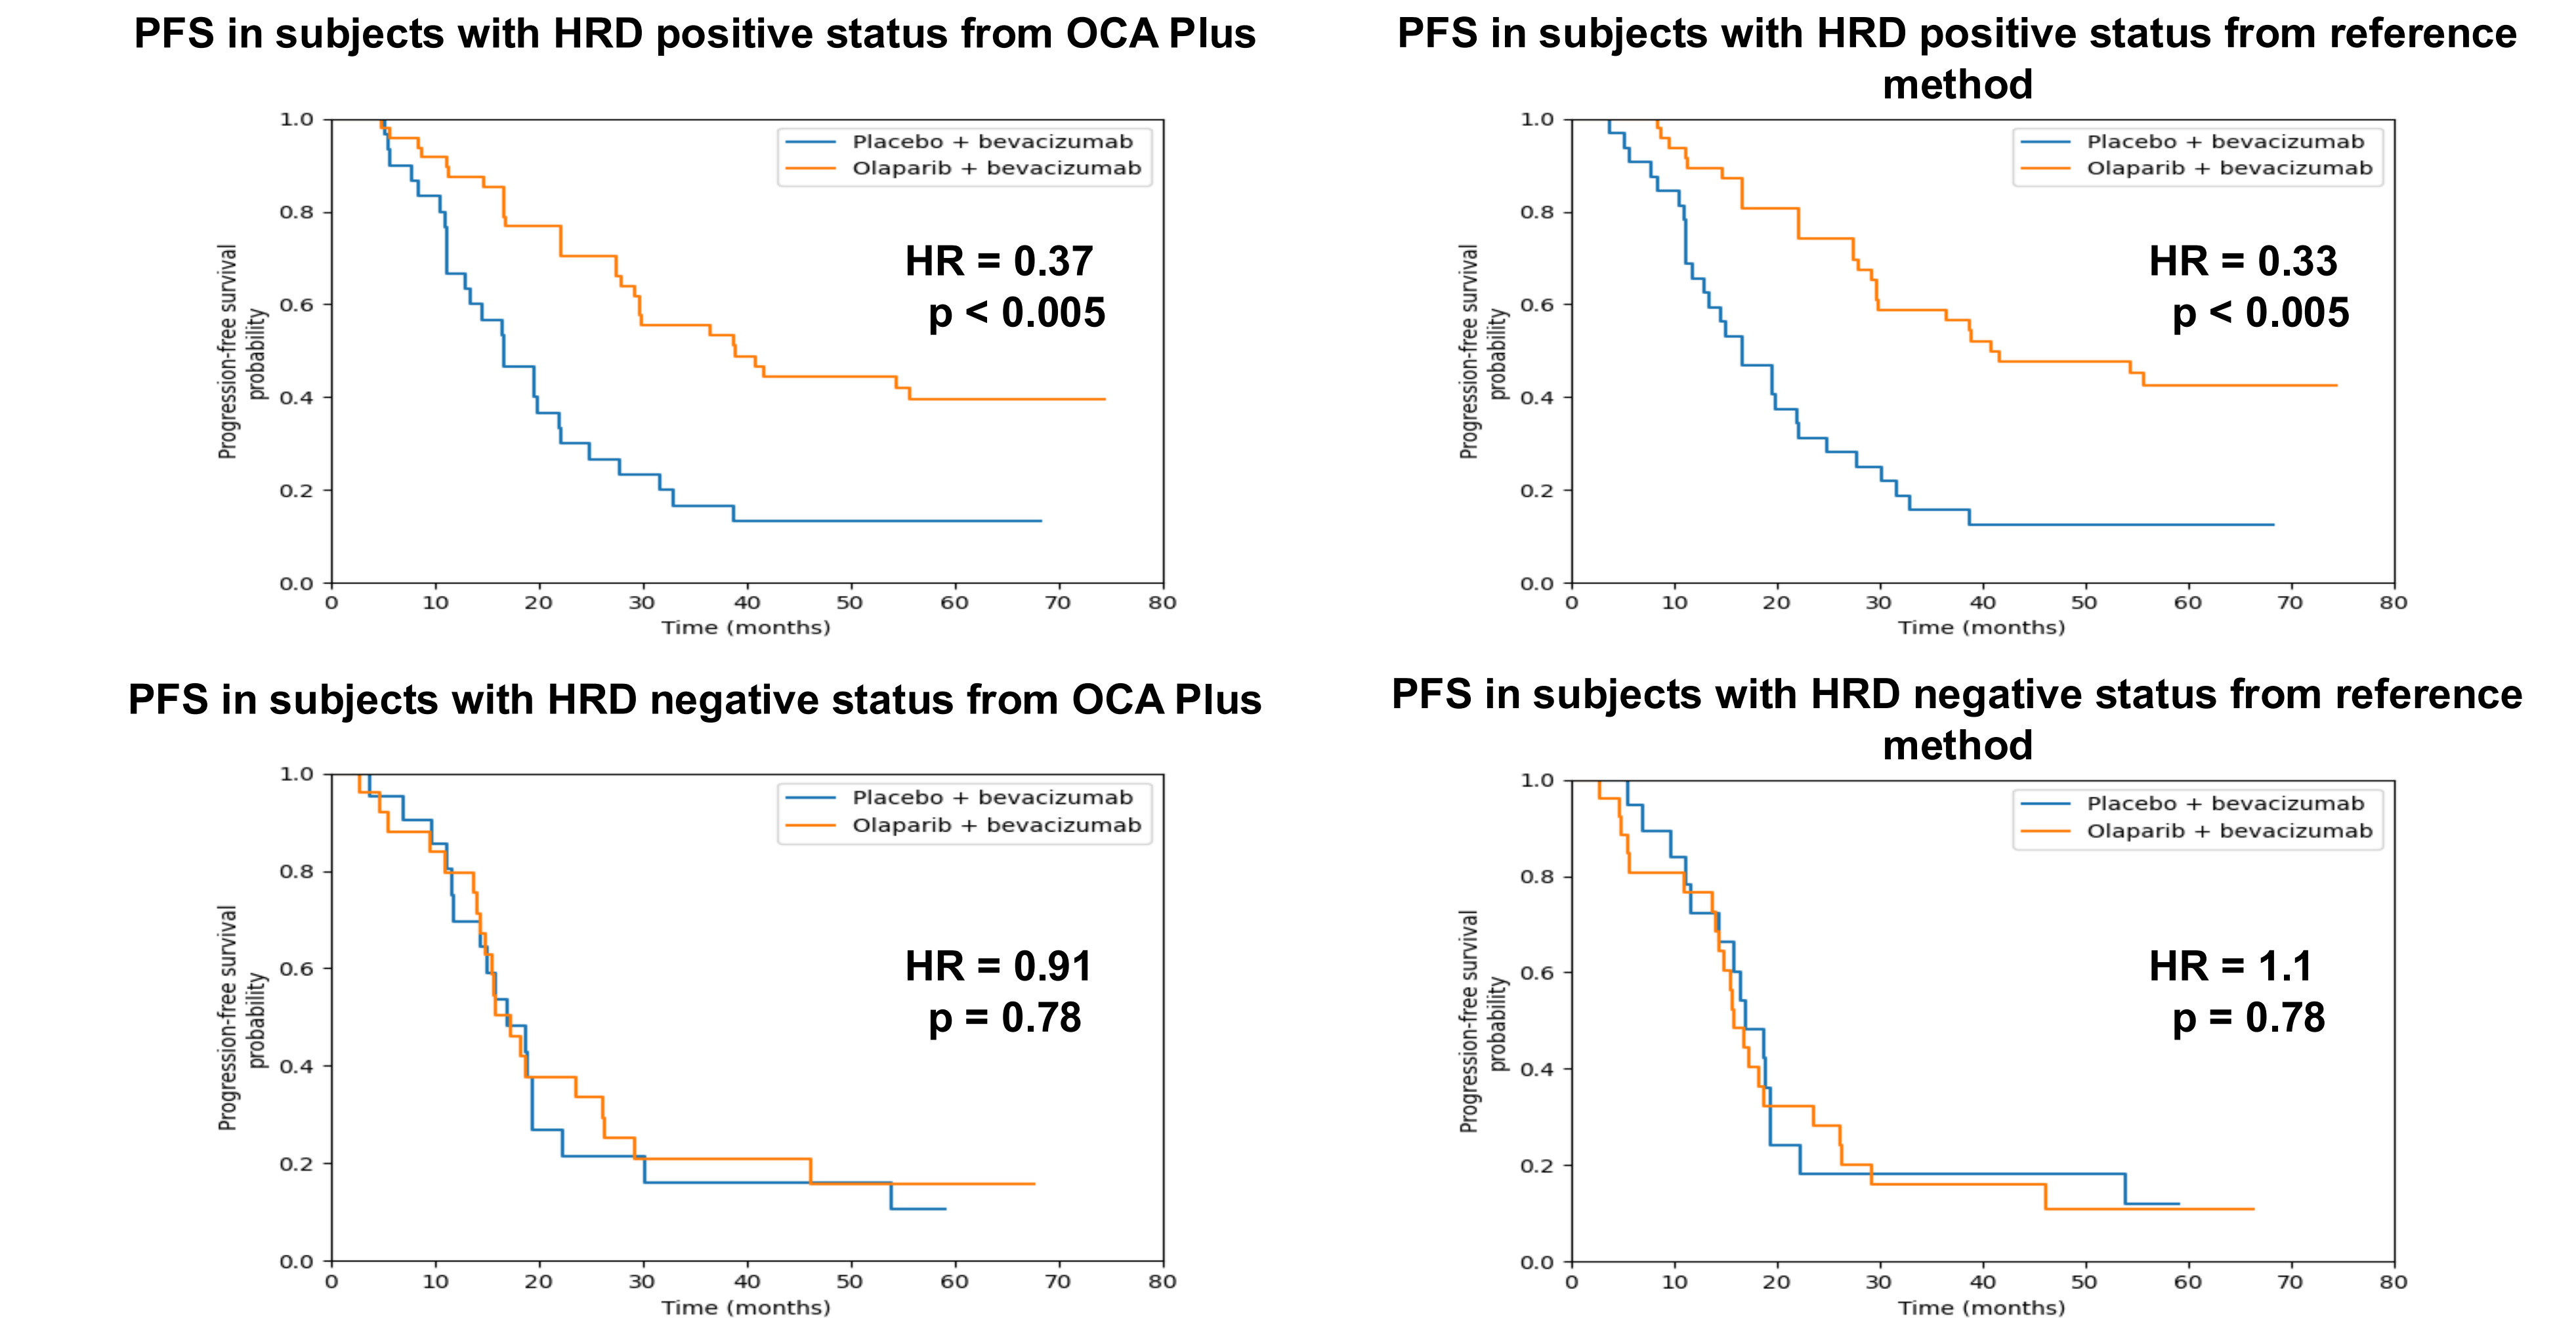 PFS in subjects with HRD positive status from OCA Plus
1.0
0.8
0.6
0.4
0.2
0.0
Progression-free survival
probability
Placebo + bevacizumab
Olaparib + bevacizumab
HR = 0.37
p < 0.005
0 10 20 30 40 50 60 70 80
Time (months)
PFS in subjects with HRD positive status from reference
method
1.0
0.8
0.6
0.4
0.2
0.0
Progression-free survival
probability
Placebo + bevacizumab
Olaparib + bevacizumab
HR = 0.33
p < 0.005
0 10 20 30 40 50 60 70 80
Time (months)
PFS in subjects with HRD negative status from OCA Plus
1.0
0.8
0.6
0.4
0.2
0.0
Progression-free survival
probability
Placebo + bevacizumab
Olaparib + bevacizumab
HR = 0.91
p = 0.78
0 10 20 30 40 50 60 70 80
Time (months)
PFS in subjects with HRD negative status from reference
method
1.0
0.8
0.6
0.4
0.2
0.0
Progression-free survival
probability
Placebo + bevacizumab
Olaparib + bevacizumab
HR = 1.1
p = 0.78
0 10 20 30 40 50 60 70 80
Time (months)